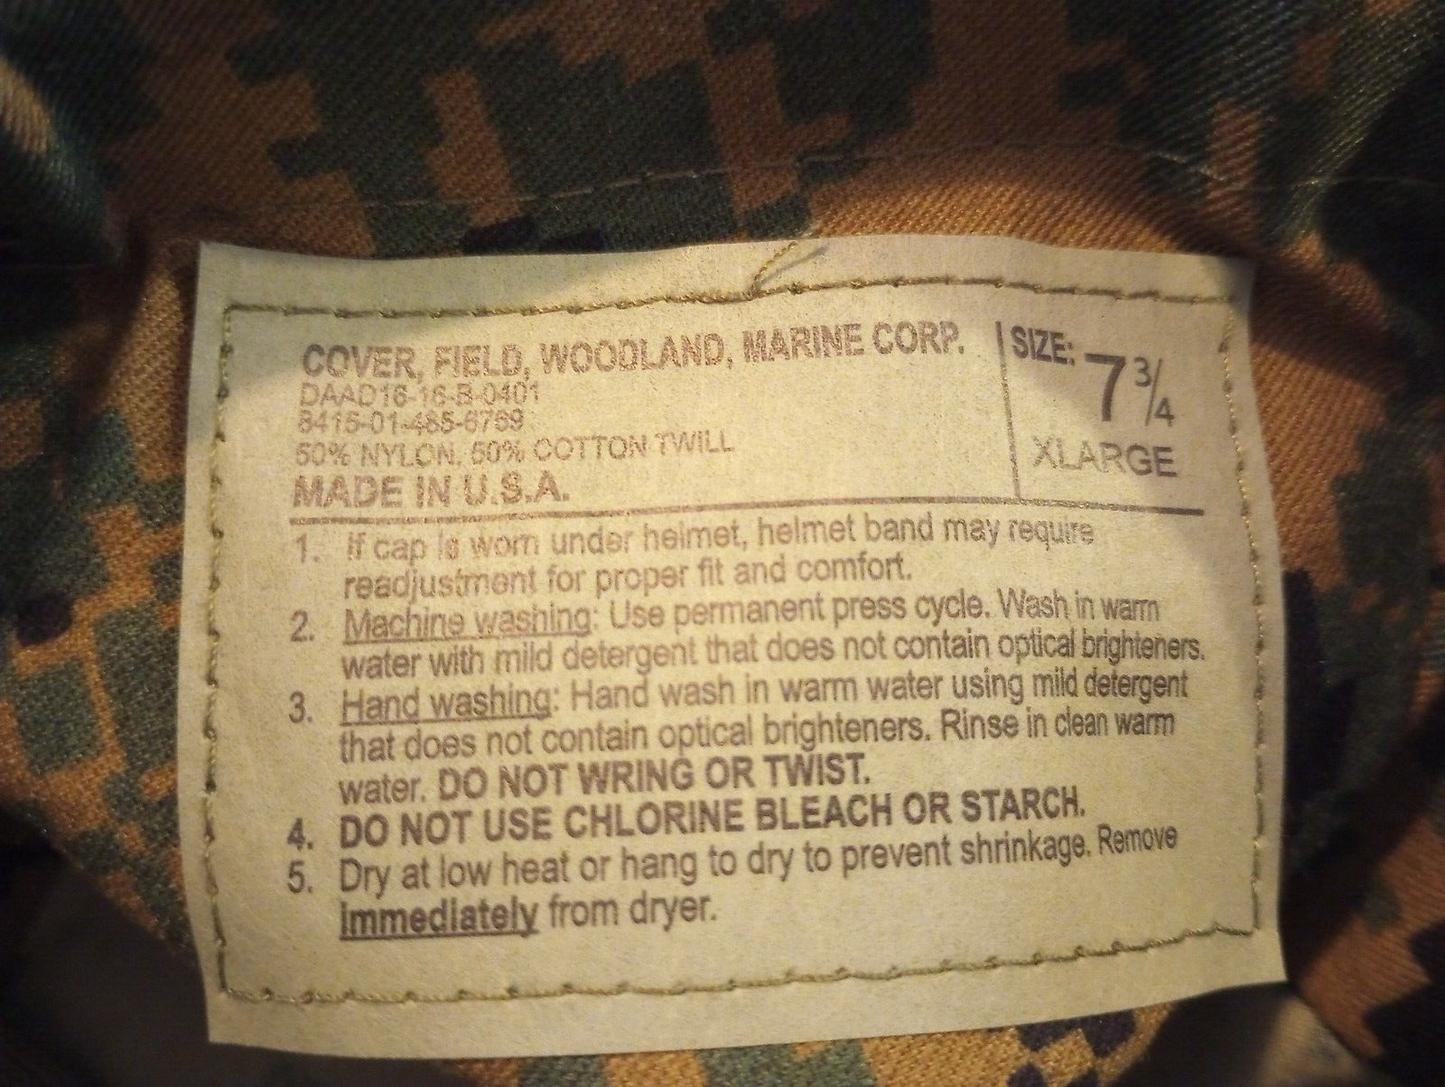 COVER, FIELD, WOODLAND, MARINE CORP.
DAAD16-16-B-0401
8415-01-485-6769
50% NYLON, 50% COTTON TWILL
MADE IN U.S.A.
SIZE:
7 3/4
XLARGE
1. If cap is worn under helmet, helmet band may require
readjustment for proper fit and comfort.
2. Machine washing: Use permanent press cycle. Wash in warm
water with mild detergent that does not contain optical brighteners.
3. Hand washing: Hand wash in warm water using mild detergent
that does not contain optical brighteners. Rinse in clean warm
water. DO NOT WRING OR TWIST.
4. DO NOT USE CHLORINE BLEACH OR STARCH.
5. Dry at low heat or hang to dry to prevent shrinkage. Remove
immediately from dryer.